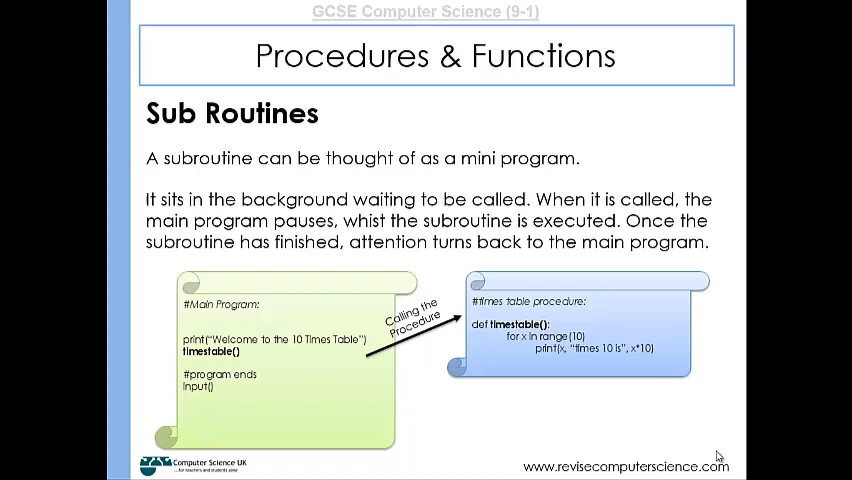 GCSE Computer Science (9-1)
Procedures & Functions
Sub Routines
A subroutine can be thought of as a mini program.
It sits in the background waiting to be called. When it is called, the
main program pauses, whist the subroutine is executed. Once the
subroutine has finished, attention turns back to the main program.
#Main Program:
print("Welcome to the 10 Times Table")
timestable()
#program ends
input()
Calling the
Procedure
#times table procedure:
def timestable():
for x in range(10)
print(x, "times 10 is", x*10)
Computer Science UK
...for teachers and students alike
www.revisecomputerscience.com